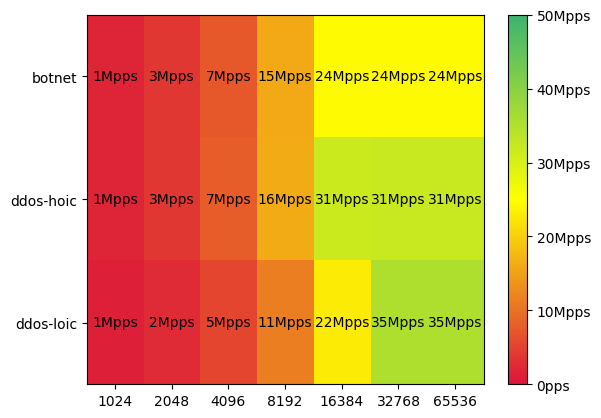 botnet 1Mpps 3Mpps 7Mpps 15Mpps 24Mpps 24Mpps 24Mpps
ddos-hoic 1Mpps 3Mpps 7Mpps 16Mpps 31Mpps 31Mpps 31Mpps
ddos-loic 1Mpps 2Mpps 5Mpps 11Mpps 22Mpps 35Mpps 35Mpps
1024 2048 4096 8192 16384 32768 65536
50Mpps
40Mpps
30Mpps
20Mpps
10Mpps
0pps